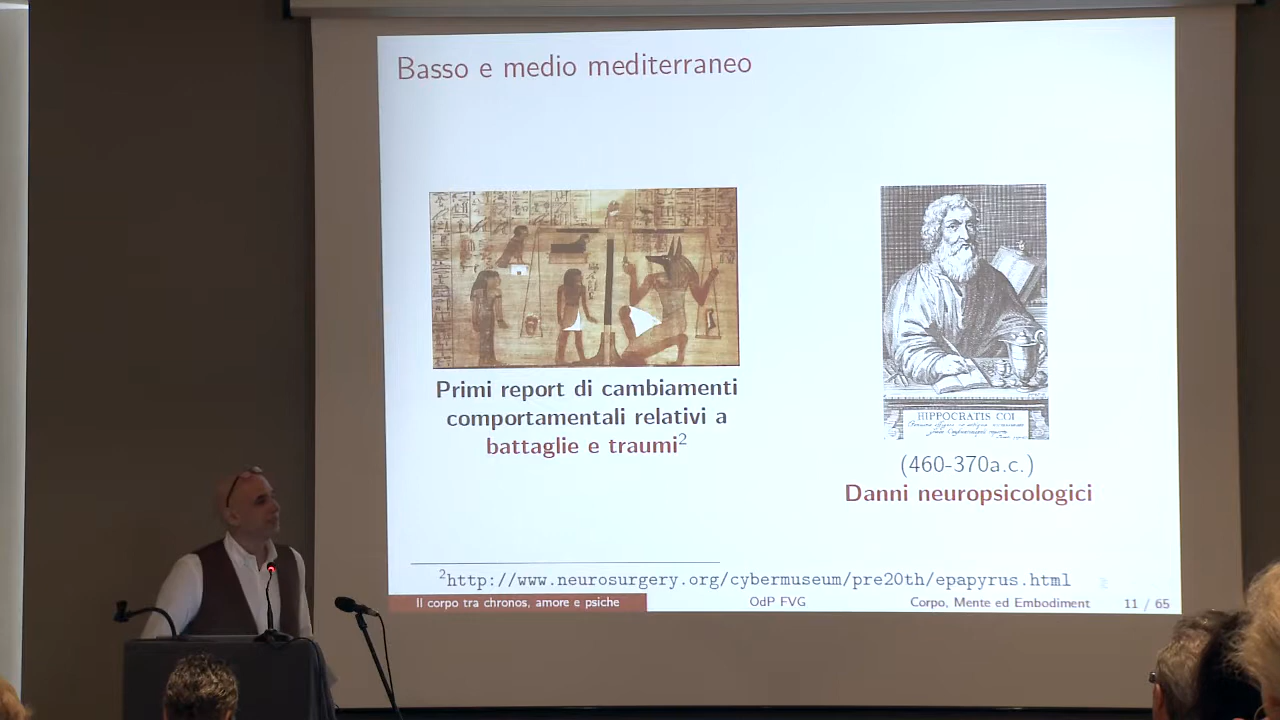 Basso e medio mediterraneo
Primi report di cambiamenti
comportamentali relativi a
battaglie e traumi²
HIPPOCRATIS COI
(460-370a.c.)
Danni neuropsicologici
²http://www.neurosurgery.org/cybermuseum/pre20th/epapyrus.html
Il corpo tra chronos, amore e psiche
OdP FVG
Corpo, Mente ed Embodiment
11 / 65